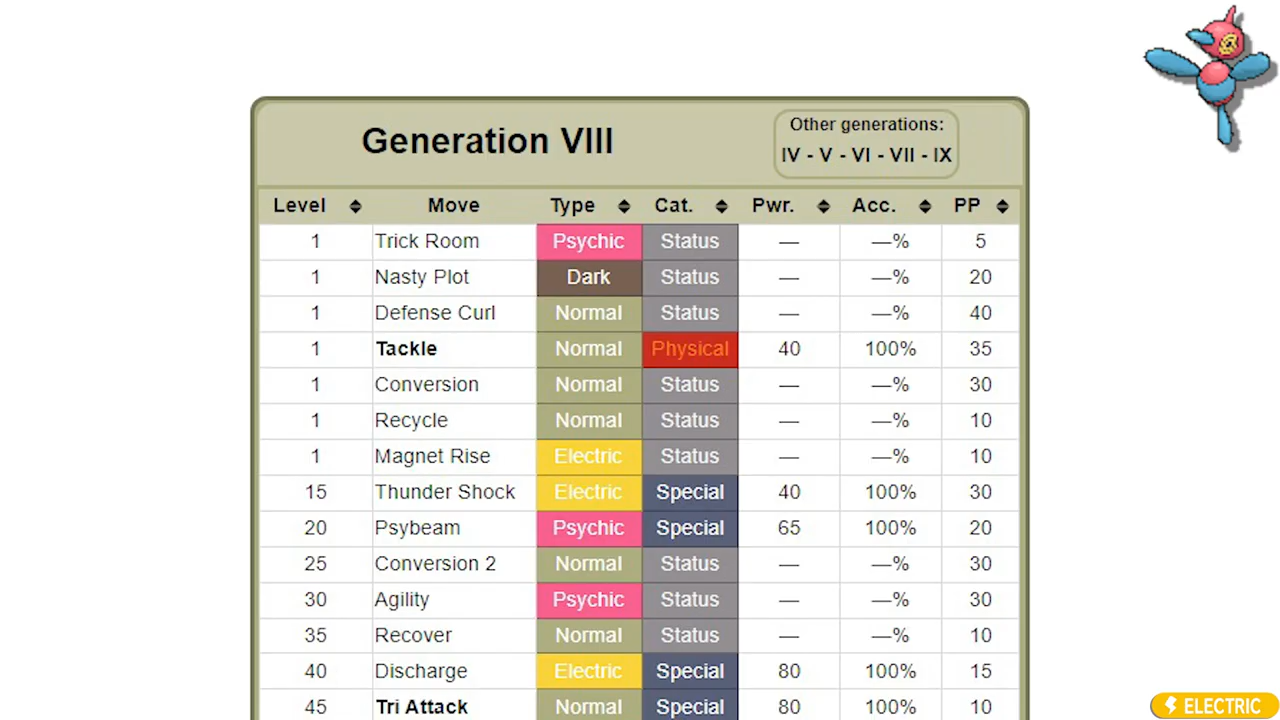 Generation VIII
Other generations:
IV - V - VI - VII - IX
Level Move Type Cat. Pwr. Acc. PP
1 Trick Room Psychic Status — —% 5
1 Nasty Plot Dark Status — —% 20
1 Defense Curl Normal Status — —% 40
1 Tackle Normal Physical 40 100% 35
1 Conversion Normal Status — —% 30
1 Recycle Normal Status — —% 10
1 Magnet Rise Electric Status — —% 10
15 Thunder Shock Electric Special 40 100% 30
20 Psybeam Psychic Special 65 100% 20
25 Conversion 2 Normal Status — —% 30
30 Agility Psychic Status — —% 30
35 Recover Normal Status — —% 10
40 Discharge Electric Special 80 100% 15
45 Tri Attack Normal Special 80 100% 10
ELECTRIC